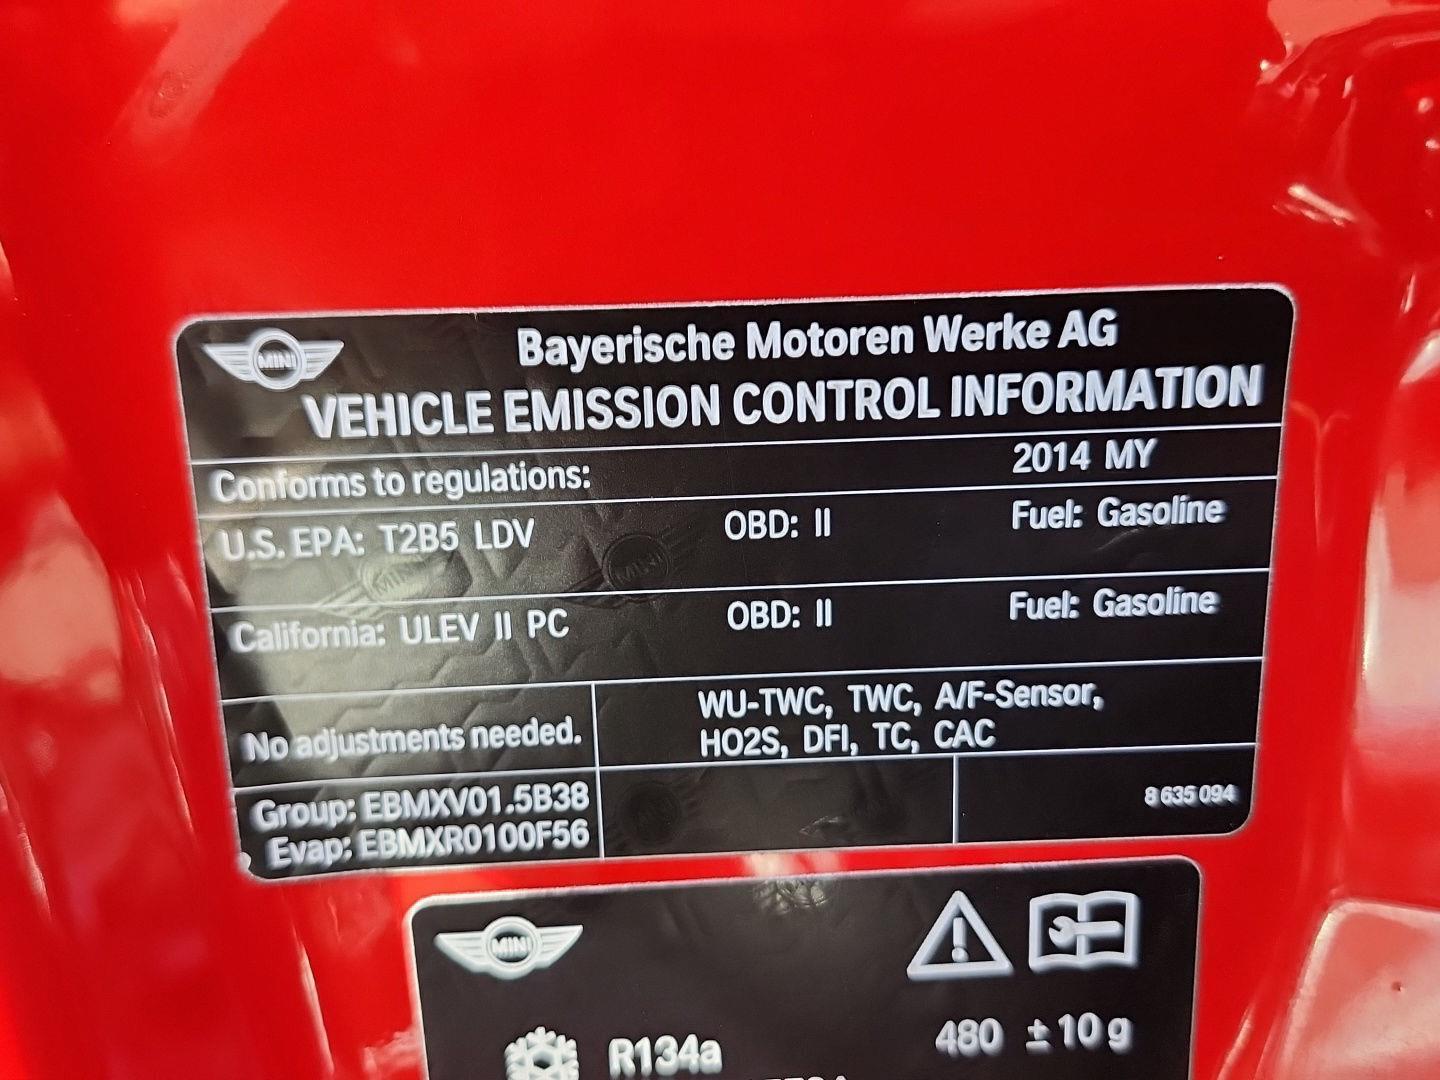 MINI
Bayerische Motoren Werke AG
VEHICLE EMISSION CONTROL INFORMATION
Conforms to regulations: 2014 MY
U.S. EPA: T2B5 LDV OBD: II Fuel: Gasoline
California: ULEV II PC OBD: II Fuel: Gasoline
No adjustments needed.
WU-TWC, TWC, A/F-Sensor,
HO2S, DFI, TC, CAC
Group: EBMXV01.5B38
Evap: EBMXR0100F56
8 635 094
MINI
R134a 480 ±10 g